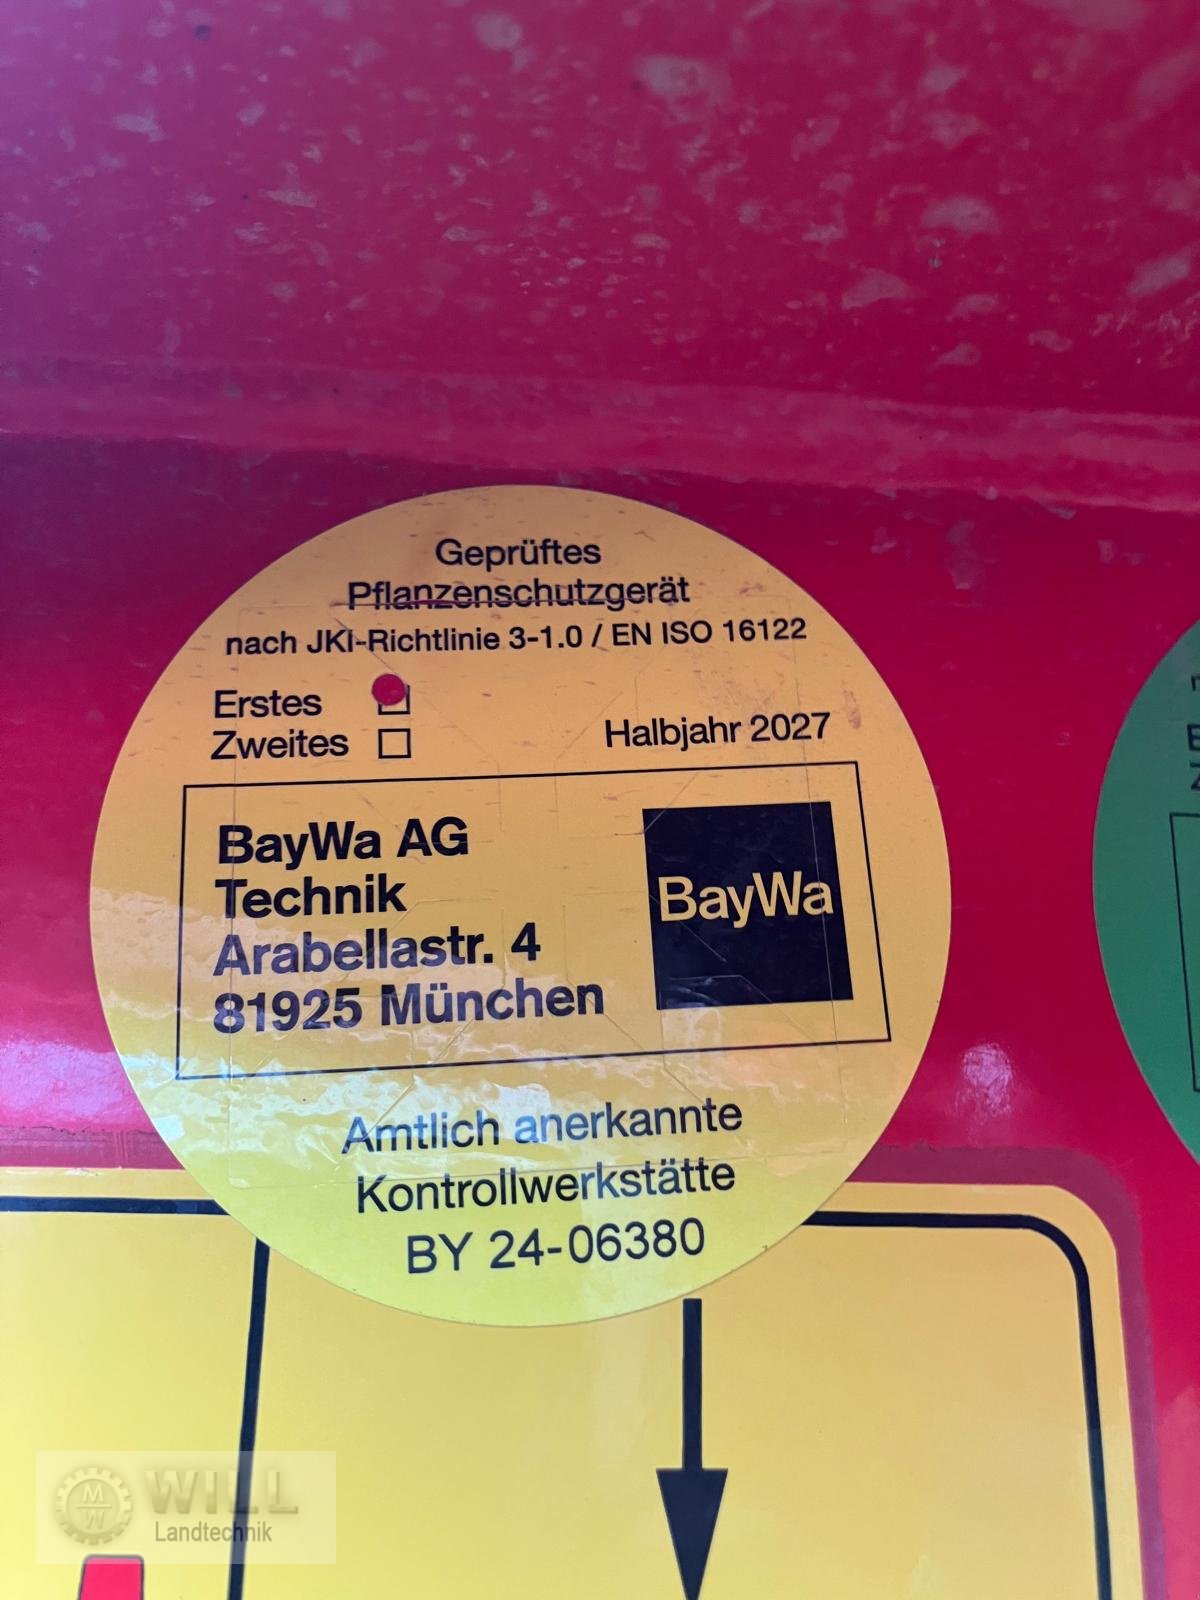 Geprüftes
Pflanzenschutzgerät
nach JKI-Richtlinie 3-1.0 / EN ISO 16122
Erstes
Zweites
Halbjahr 2027
BayWa AG
Technik
Arabellastr. 4
81925 München
BayWa
Amtlich anerkannte
Kontrollwerkstätte
BY 24-06380
MW
WILL
Landtechnik